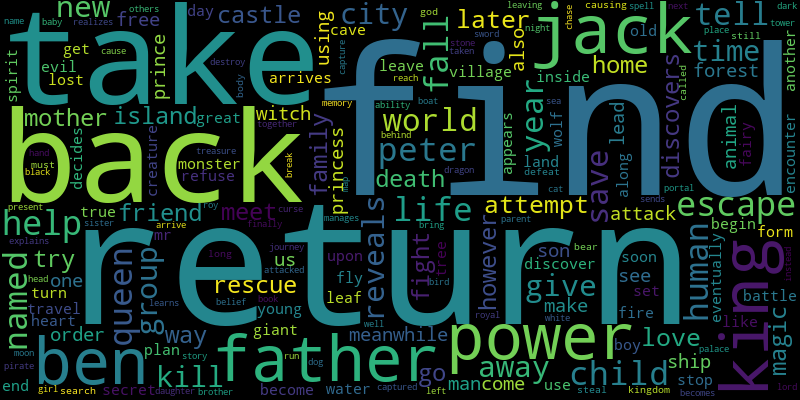 name new others day castle city using later jack tell
baby free cave also leaving causing spell next dark
take find fall god night chase old time place tower
spirit evil get lost cause prince arrives leave village stone taken sword home forest still another
destroy body capture reach inside called
back mother island great witch memory ability boat year sea
decides creature treasure together family world behind appears wolf lead discovers animal fairy
monster refuse break princess peter land defeat along encounter
hand must black death map dragon cat save portal
present true friend roy meet curse life attempt attack sends escape
help sister finally bring parent begin form
explains arrive mr return journey manages human
named try queen group long us upon reveals fight tree however son bear soon eventually king instead
one head attacked bird discover see set like battle
turn learns belief rescue book fly leaf give royal fire magic
travel heart order way young meanwhile well make white boy love palace
moon plan story giant power ship
ben father run dog go away child stop
pirate kill become water captured man come use steal becomes
end girl search secret daughter brother left kingdom lord